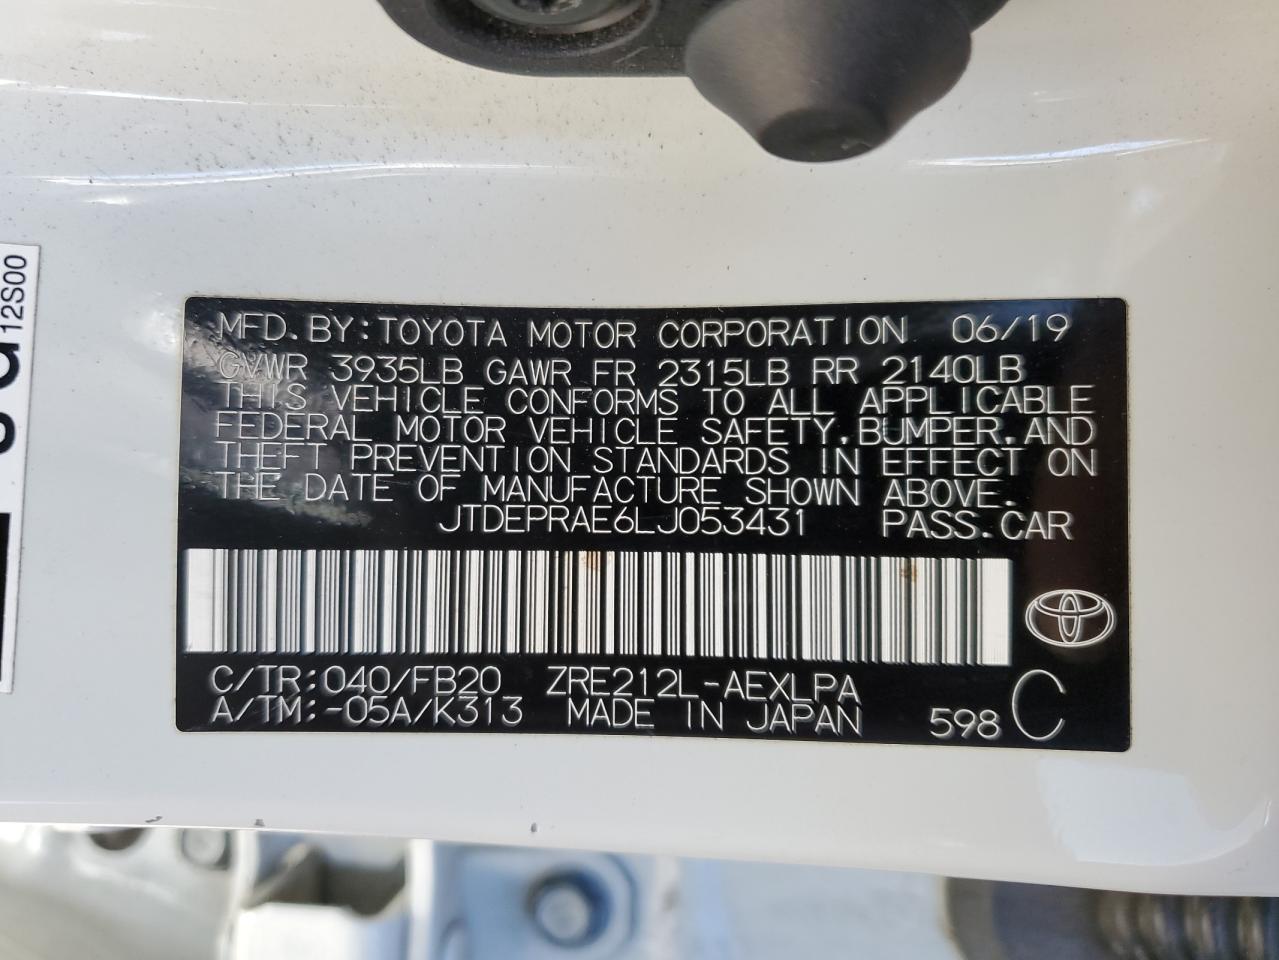 MFD.BY:TOYOTA MOTOR CORPORATION 06/19
GVWR 3935LB GAWR FR 2315LB RR 2140LB
THIS VEHICLE CONFORMS TO ALL APPLICABLE
FEDERAL MOTOR VEHICLE SAFETY,BUMPER,AND
THEFT PREVENTION STANDARDS IN EFFECT ON
THE DATE OF MANUFACTURE SHOWN ABOVE.
JTDEPRAE6LJ053431 PASS.CAR
C/TR:040/FB20 ZRE212L-AEXLPA
A/TM:-05A/K313 MADE IN JAPAN 598 C
12S00